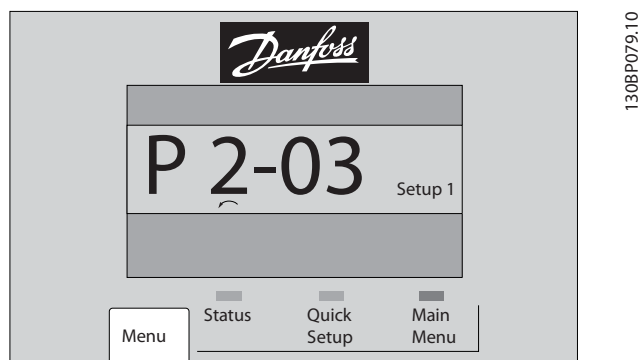 Danfoss
130BP079.10
P 2-03
Setup 1
Status
Quick
Setup
Main
Menu
Menu